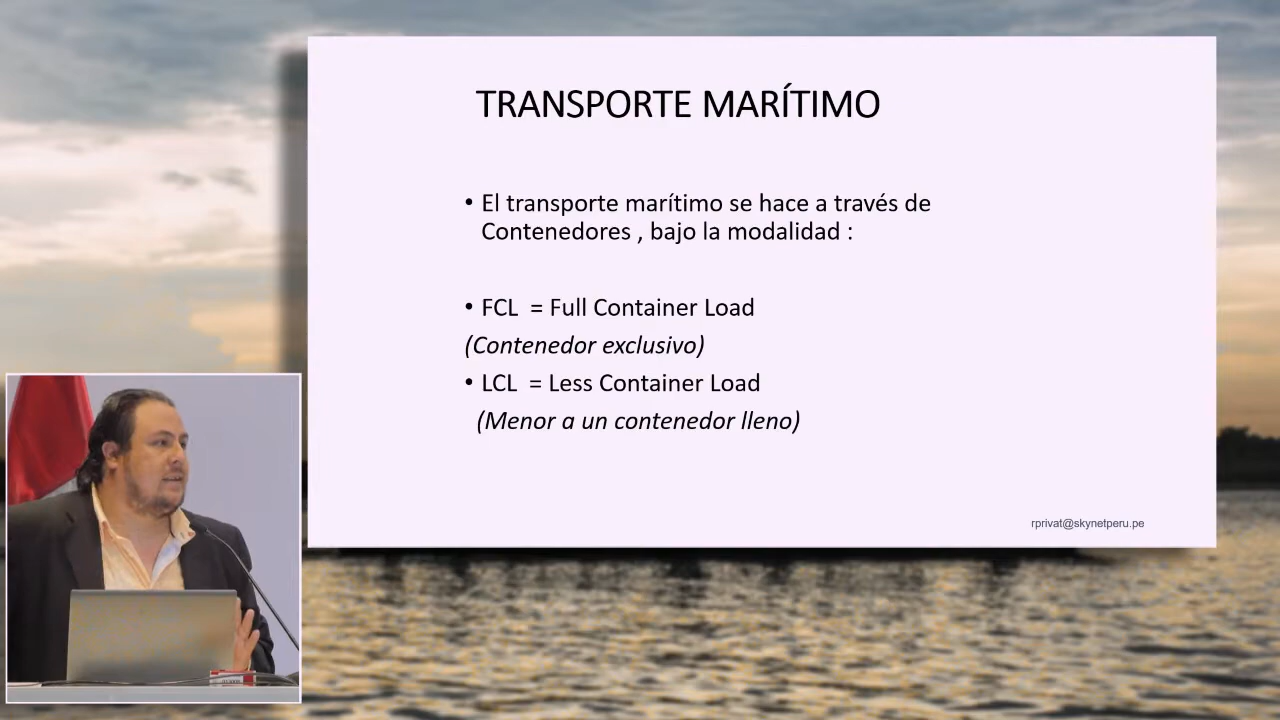 TRANSPORTE MARÍTIMO
• El transporte marítimo se hace a través de
Contenedores , bajo la modalidad :
• FCL = Full Container Load
(Contenedor exclusivo)
• LCL = Less Container Load
(Menor a un contenedor lleno)
rprivat@skynetperu.pe